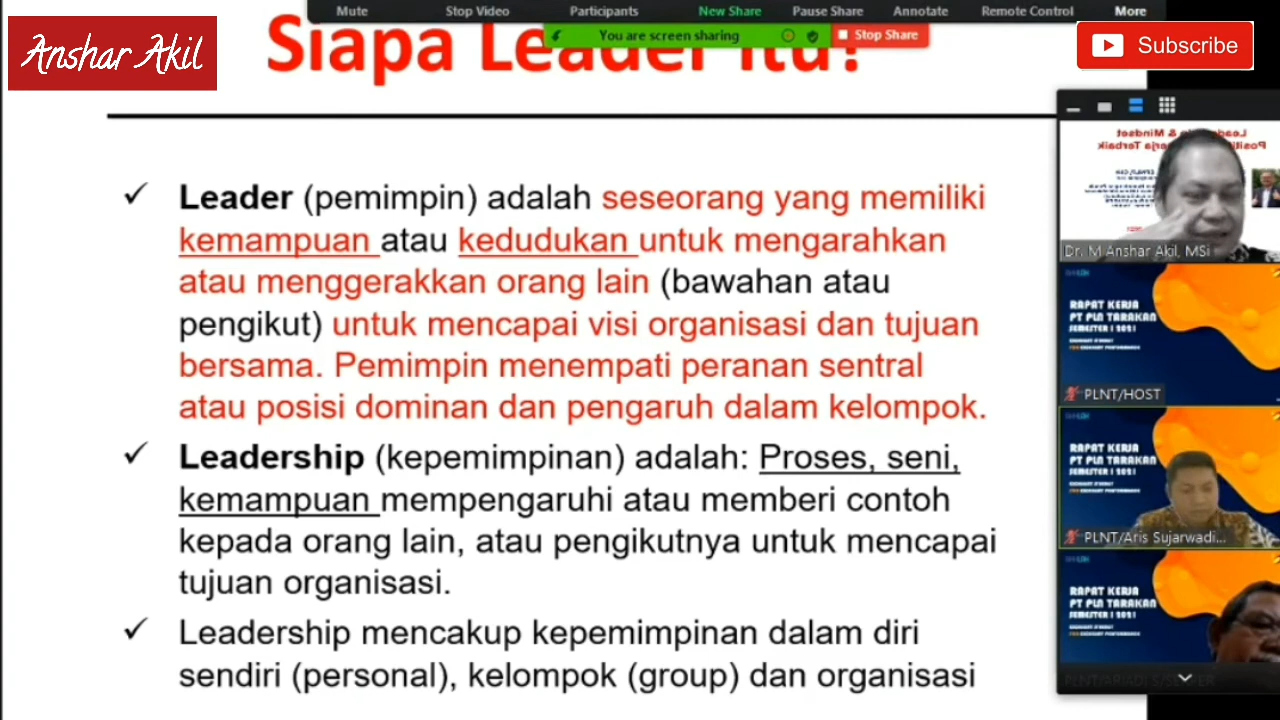 Mute Stop Video Participants New Share Pause Share Annotate Remote Control More
You are screen sharing Stop Share
Anshar Akil
Subscribe
Siapa Leader itu?
✓ Leader (pemimpin) adalah seseorang yang memiliki
kemampuan atau kedudukan untuk mengarahkan
atau menggerakkan orang lain (bawahan atau
pengikut) untuk mencapai visi organisasi dan tujuan
bersama. Pemimpin menempati peranan sentral
atau posisi dominan dan pengaruh dalam kelompok.
✓ Leadership (kepemimpinan) adalah: Proses, seni,
kemampuan mempengaruhi atau memberi contoh
kepada orang lain, atau pengikutnya untuk mencapai
tujuan organisasi.
✓ Leadership mencakup kepemimpinan dalam diri
sendiri (personal), kelompok (group) dan organisasi
Dr. M Anshar Akil, MSi
RAPAT KERJA
PT PLN TARAKAN
SEMESTER I 2021
PLNT/HOST
RAPAT KERJA
PT PLN TARAKAN
SEMESTER I 2021
PLNT/Aris Sujarwadi...
RAPAT KERJA
PT PLN TARAKAN
SEMESTER I 2021